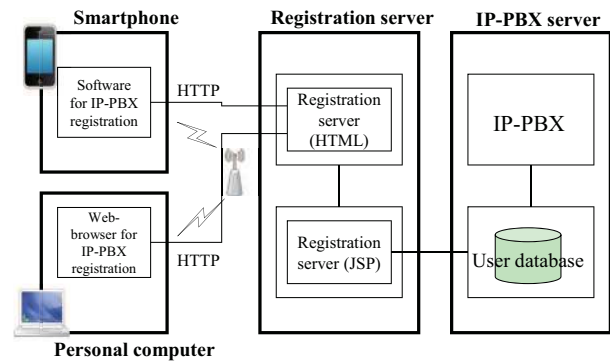 Smartphone
Registration server
IP-PBX server
Software
for IP-PBX
registration
HTTP
Registration
server
(HTML)
IP-PBX
Web-
browser for
IP-PBX
registration
HTTP
Registration
server (JSP)
User database
Personal computer